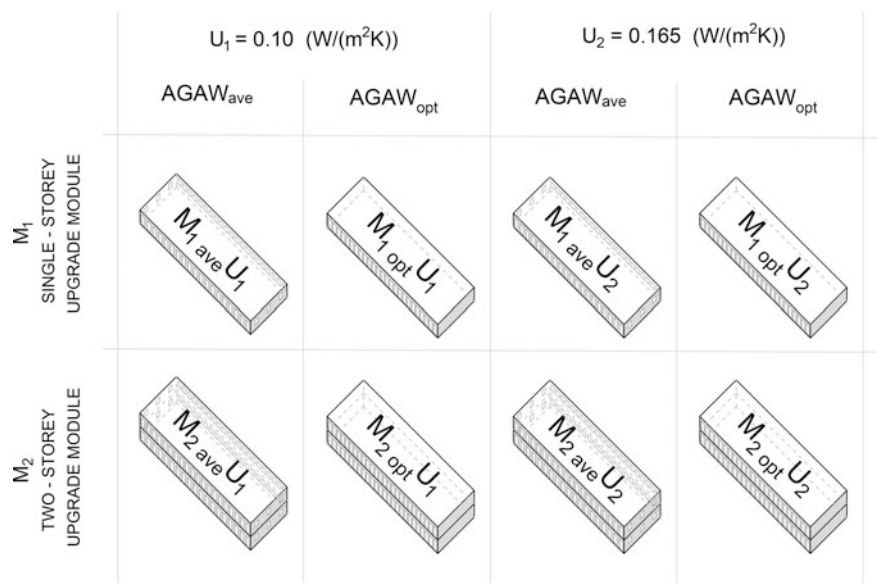 U₁ = 0.10 (W/(m²K))
U₂ = 0.165 (W/(m²K))
AGAWave
AGAWopt
AGAWave
AGAWopt
M₁
SINGLE - STOREY
UPGRADE MODULE
M₁ ave U₁
M₁ opt U₁
M₁ ave U₂
M₁ opt U₂
M₂
TWO - STOREY
UPGRADE MODULE
M₂ ave U₁
M₂ opt U₁
M₂ ave U₂
M₂ opt U₂